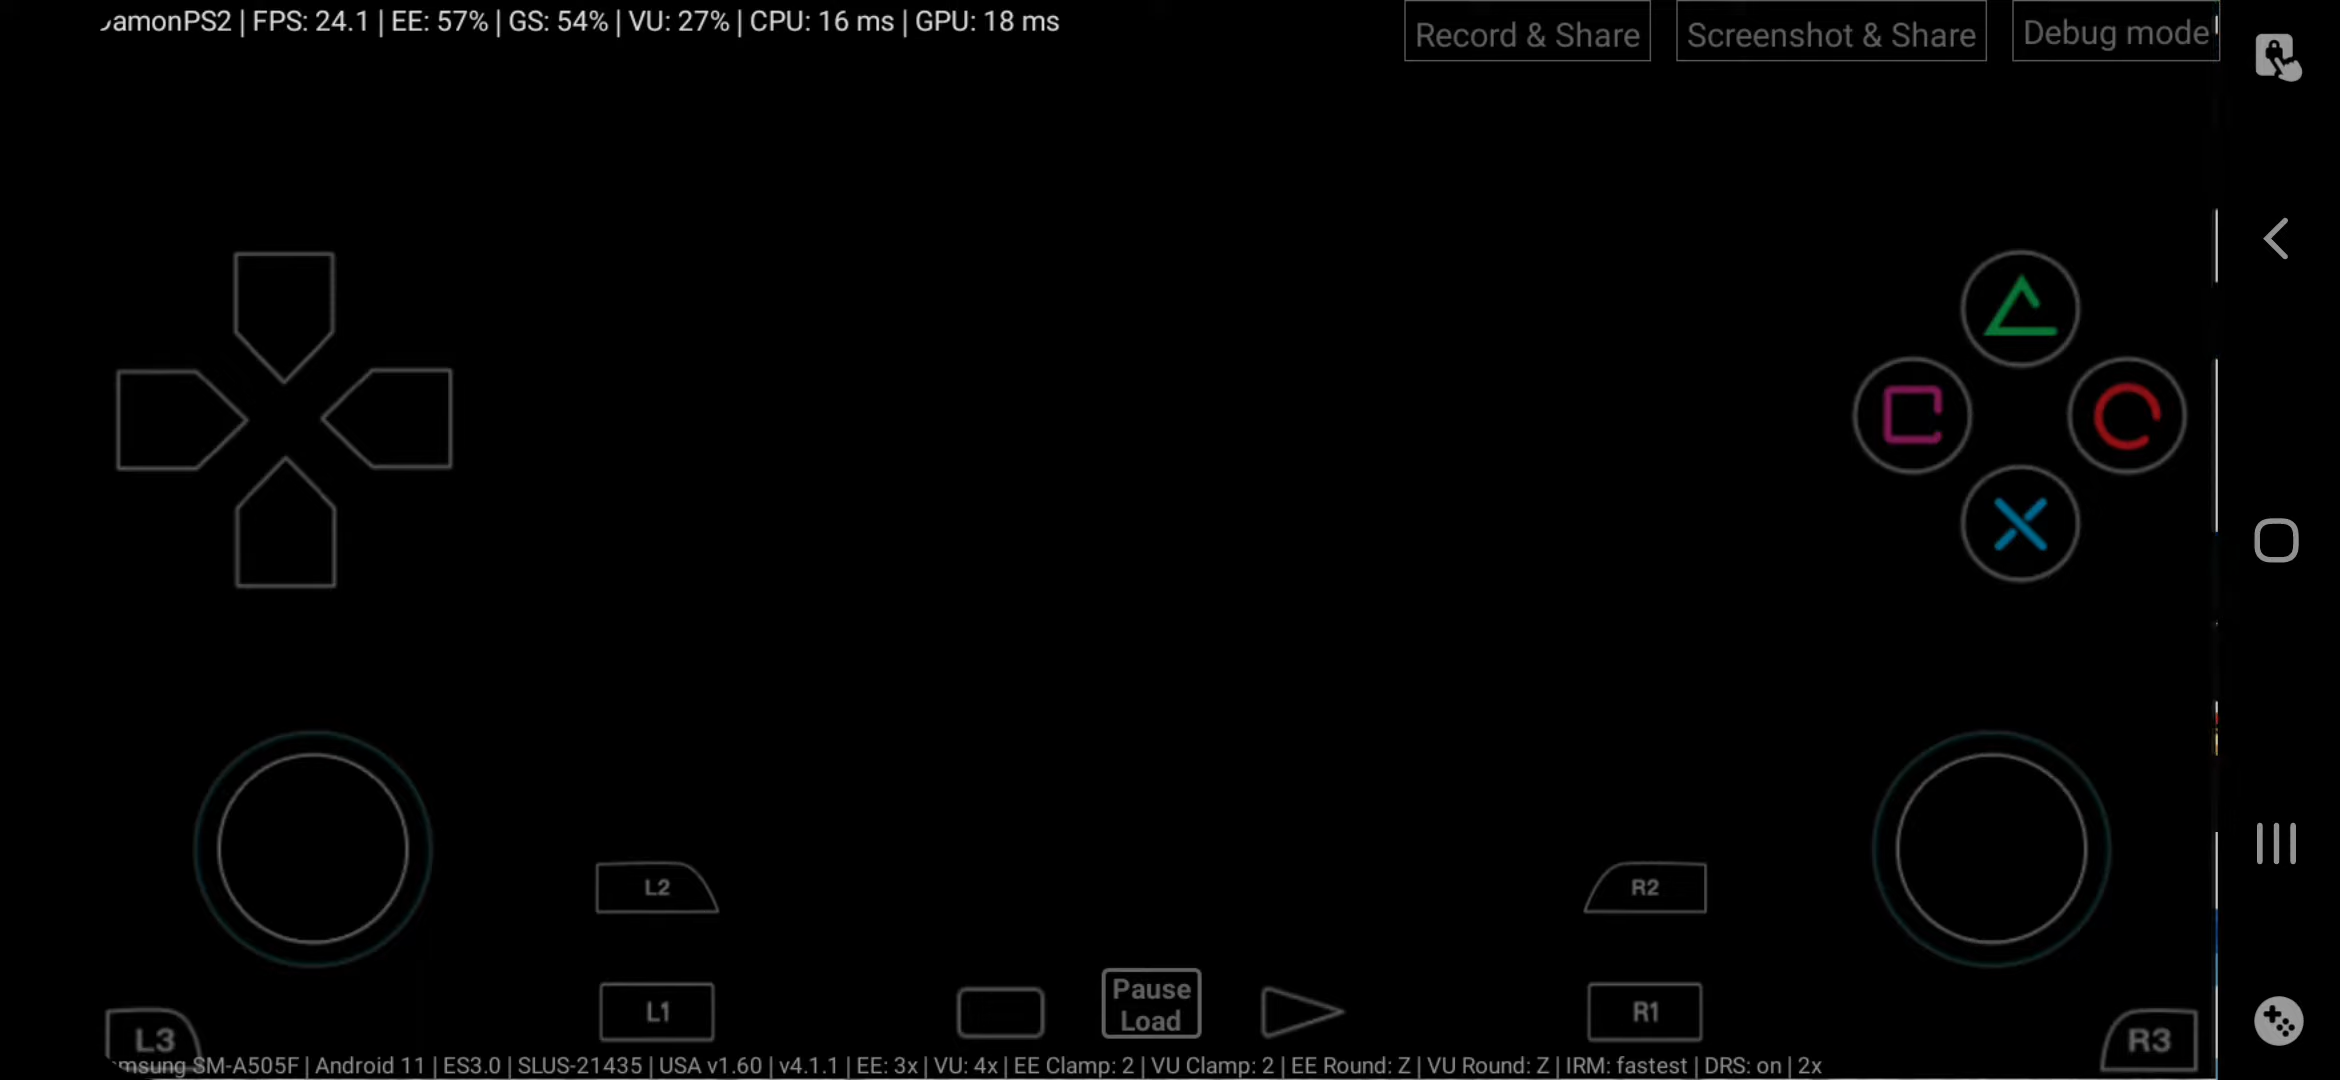 amonPS2 | FPS: 24.1 | EE: 57% | GS: 54% | VU: 27% | CPU: 16 ms | GPU: 18 ms
Record & Share
Screenshot & Share
Debug mode
L2
R2
L1
Pause
Load
R1
L3
R3
msung SM-A505F | Android 11 | ES3.0 | SLUS-21435 | USA v1.60 | v4.1.1 | EE: 3x | VU: 4x | EE Clamp: 2 | VU Clamp: 2 | EE Round: Z | VU Round: Z | IRM: fastest | DRS: on | 2x